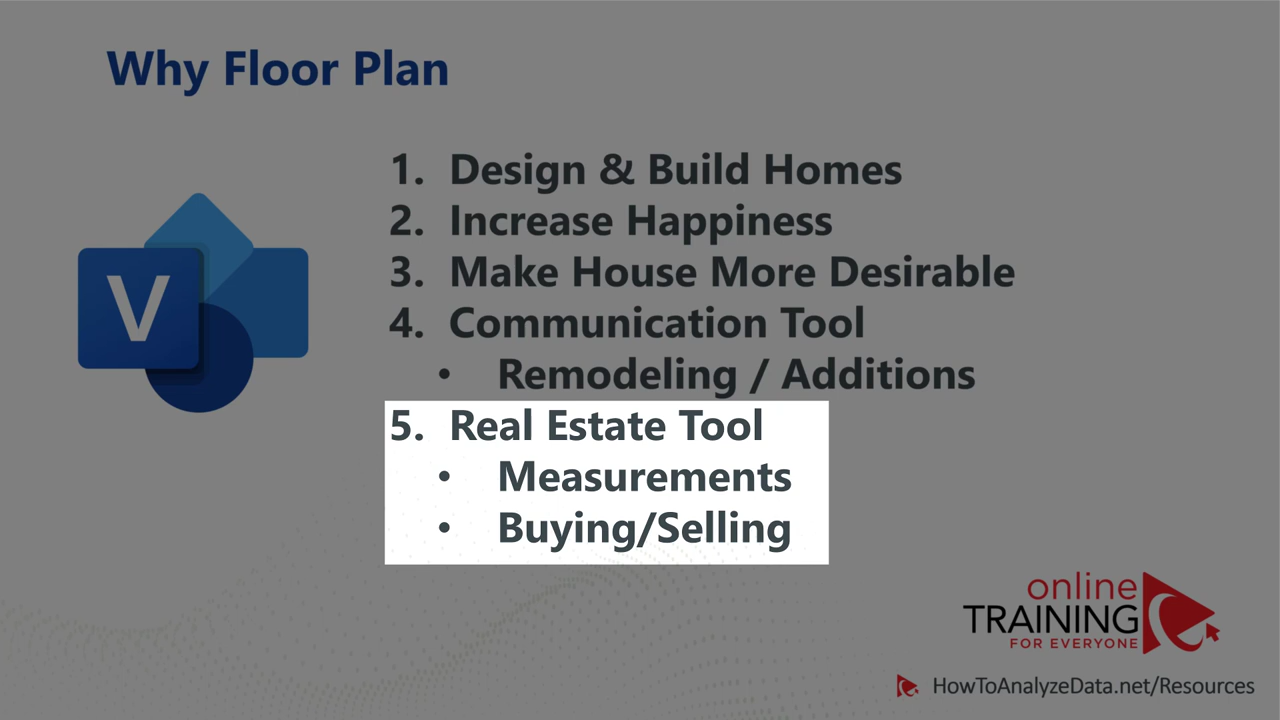 Why Floor Plan
1. Design & Build Homes
2. Increase Happiness
3. Make House More Desirable
4. Communication Tool
• Remodeling / Additions
5. Real Estate Tool
• Measurements
• Buying/Selling
V
online
TRAINING
FOR EVERYONE
HowToAnalyzeData.net/Resources